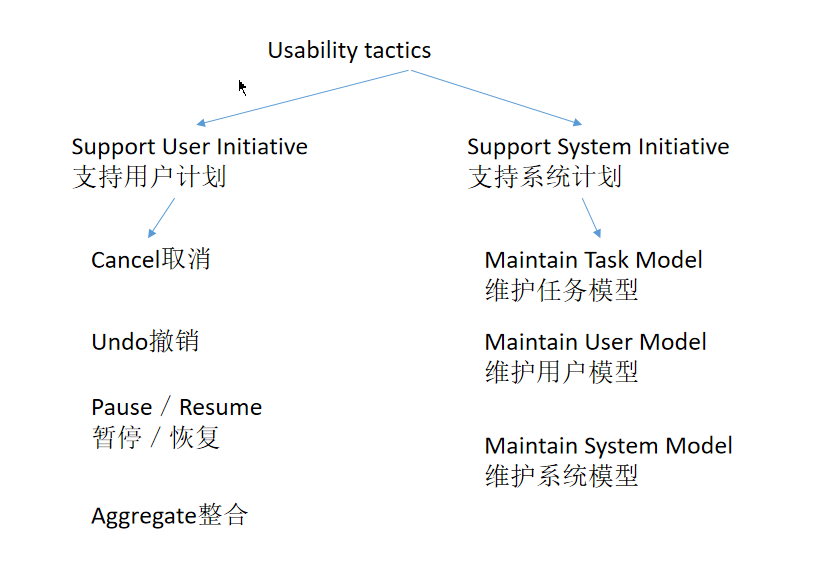 Usability tactics
Support User Initiative
支持用户计划
Cancel取消
Undo撤销
Pause / Resume
暂停 / 恢复
Aggregate整合
Support System Initiative
支持系统计划
Maintain Task Model
维护任务模型
Maintain User Model
维护用户模型
Maintain System Model
维护系统模型